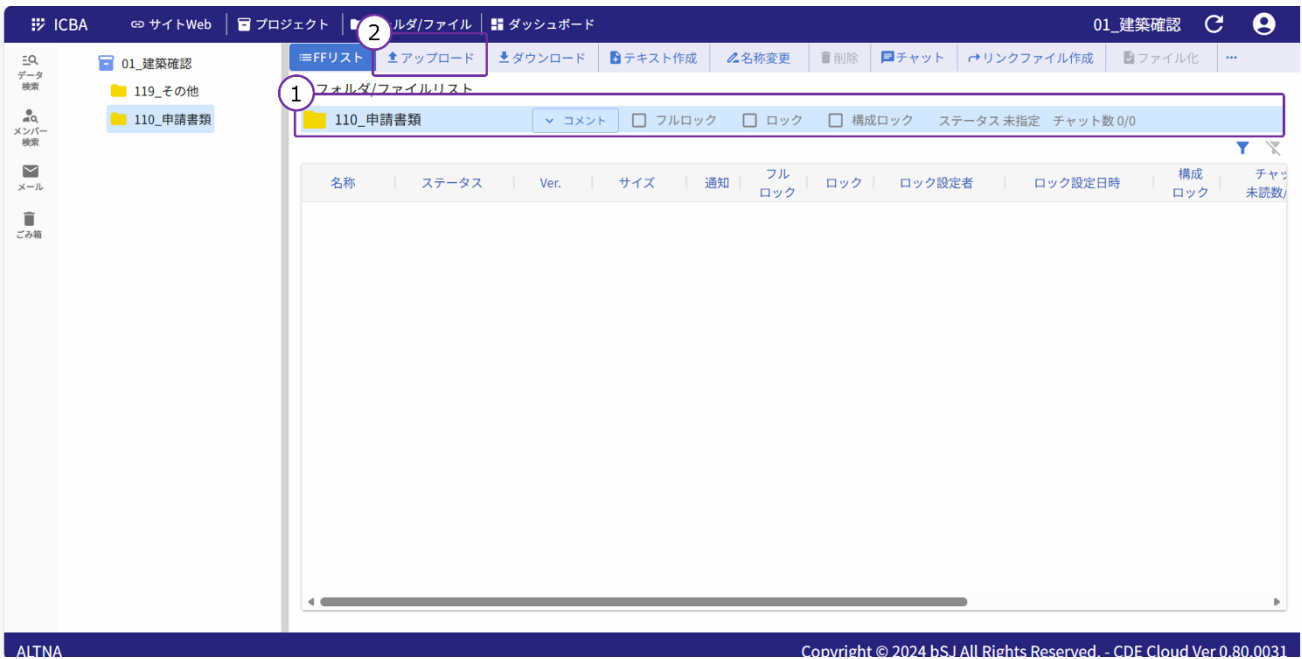 ICBA サイトWeb プロジェクト ルダ/ファイル ダッシュボード 01_建築確認
2
データ
検索
メンバー
検索
メール
ごみ箱
01_建築確認
119_その他
110_申請書類
FFリスト アップロード ダウンロード テキスト作成 名称変更 削除 チャット リンクファイル作成 ファイル化 ...
1
フォルダ/ファイルリスト
110_申請書類 コメント フルロック ロック 構成ロック ステータス 未指定 チャット数 0/0
名称 ステータス Ver. サイズ 通知 フル
ロック ロック ロック設定者 ロック設定日時 構成
ロック チャッ
未読数/
ALTNA Copyright © 2024 bSJ All Rights Reserved. - CDE Cloud Ver 0.80.0031